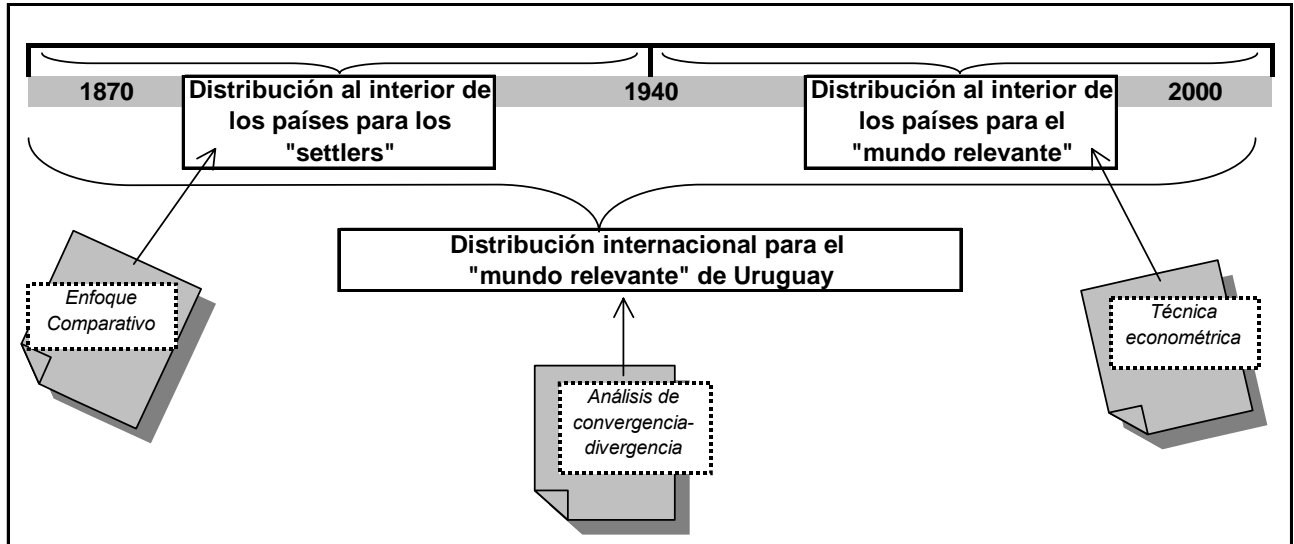 1870
Distribución al interior de
los países para los
"settlers"
1940
Distribución al interior de
los países para el
"mundo relevante"
2000
Distribución internacional para el
"mundo relevante" de Uruguay
Enfoque
Comparativo
Análisis de
convergencia-
divergencia
Técnica
econométrica